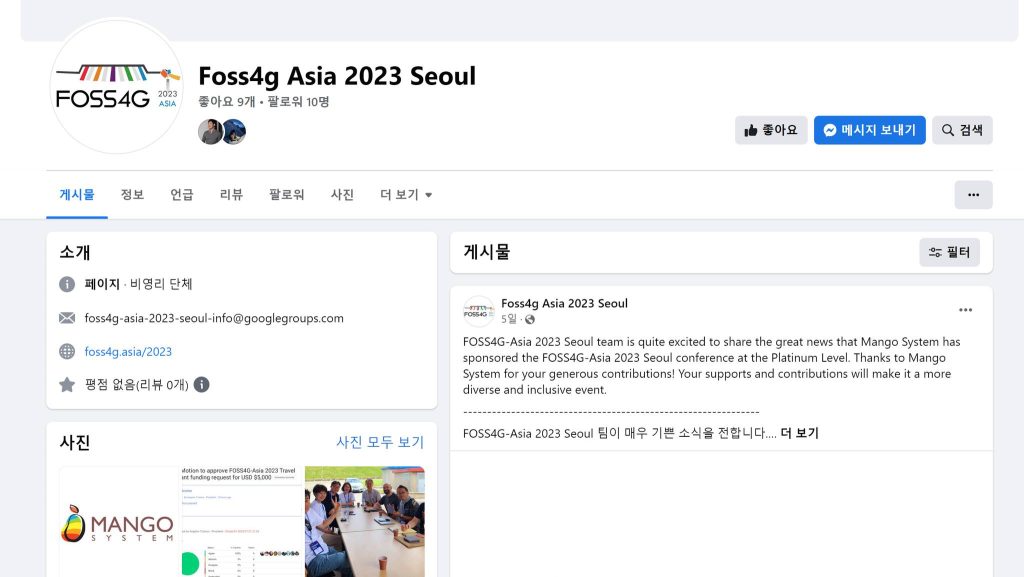 FOSS4G 2023 ASIA
Foss4g Asia 2023 Seoul
좋아요 9개 • 팔로워 10명
좋아요
메시지 보내기
검색
게시물
정보
언급
리뷰
팔로워
사진
더 보기
소개
페이지 · 비영리 단체
foss4g-asia-2023-seoul-info@googlegroups.com
foss4g.asia/2023
평점 없음(리뷰 0개)
사진
사진 모두 보기
MANGO
SYSTEM
Motion to approve FOSS4G-Asia 2023 Travel
funding request for USD $5,000
게시물
필터
FOSS4G
Foss4g Asia 2023 Seoul
5일 ·
FOSS4G-Asia 2023 Seoul team is quite excited to share the great news that Mango System has
sponsored the FOSS4G-Asia 2023 Seoul conference at the Platinum Level. Thanks to Mango
System for your generous contributions! Your supports and contributions will make it a more
diverse and inclusive event.
--------------------------------------------------------------
FOSS4G-Asia 2023 Seoul 팀이 매우 기쁜 소식을 전합니다.... 더 보기